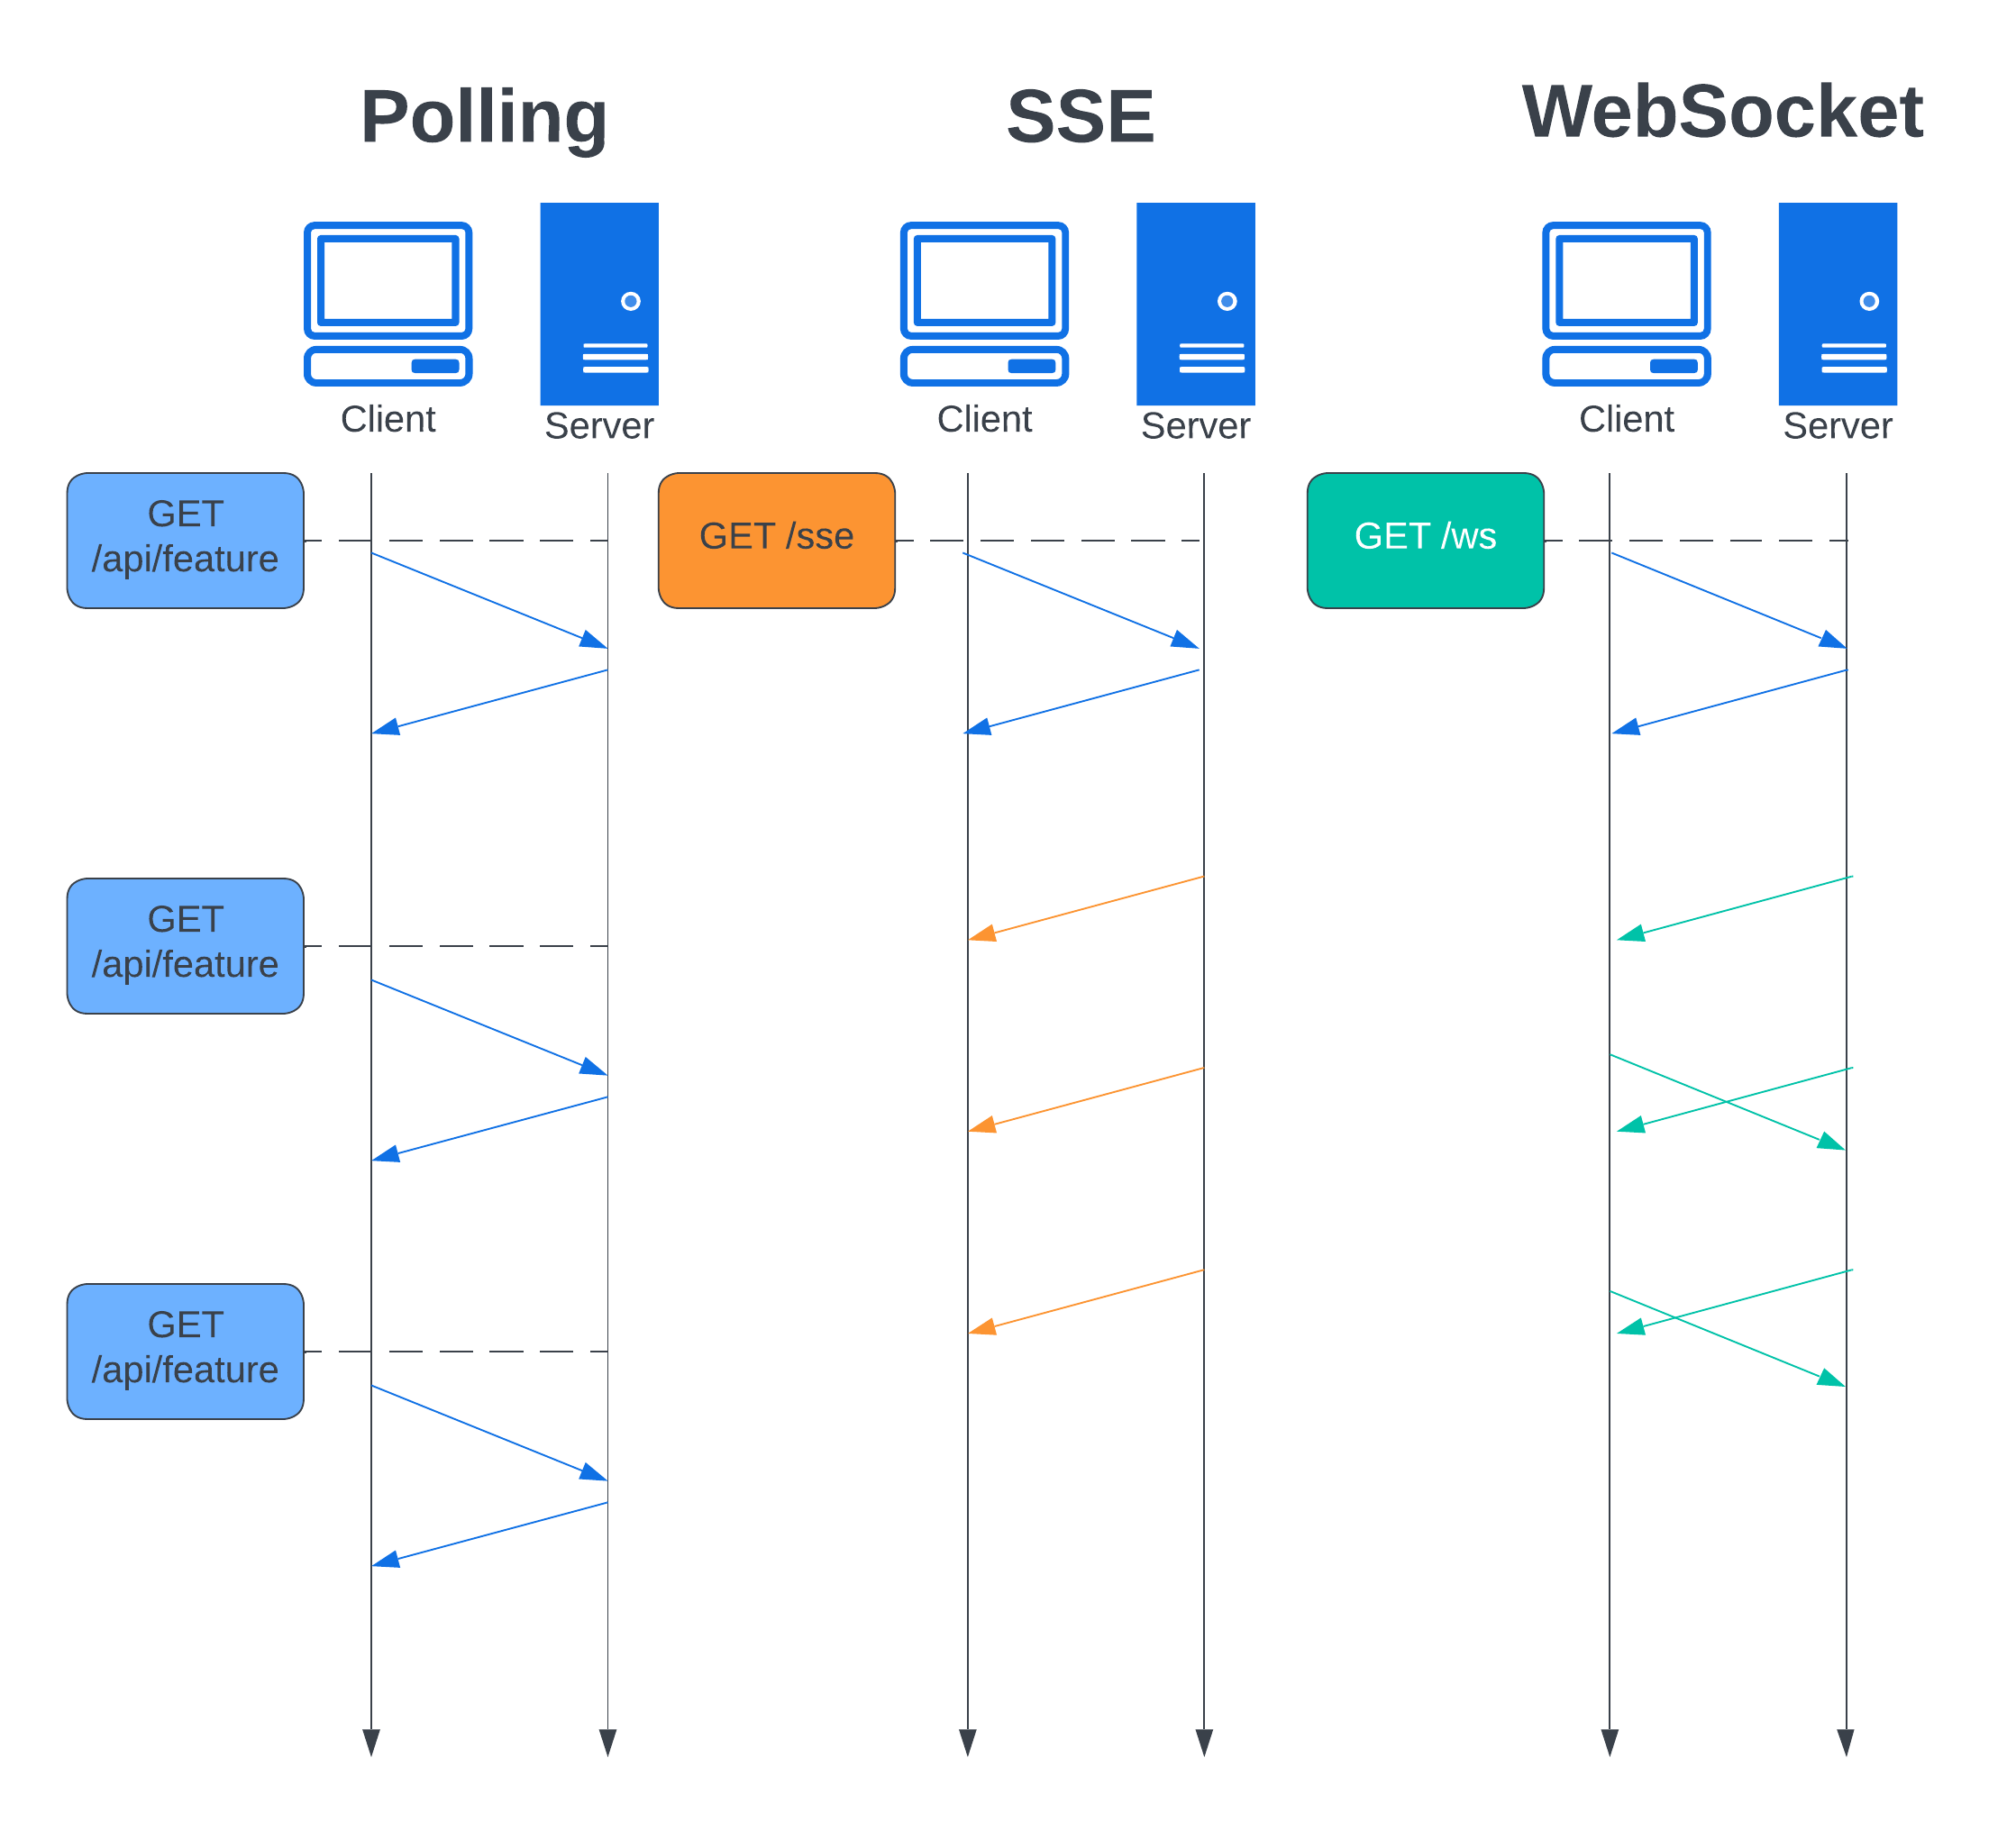 Polling
SSE
WebSocket
Client
Server
Client
Server
Client
Server
GET
/api/feature
GET /sse
GET /ws
GET
/api/feature
GET
/api/feature